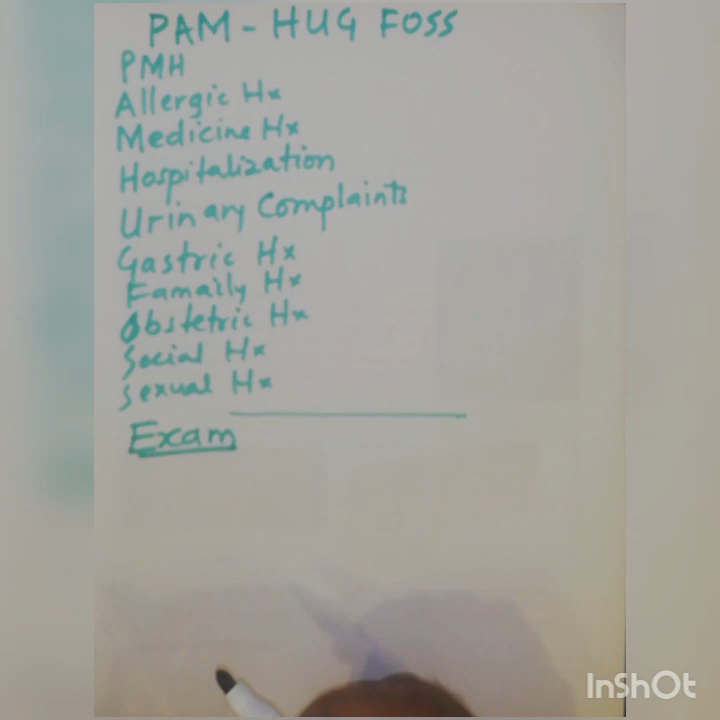 PAM - HUG FOSS
PMH
Allergic Hx
Medicine Hx
Hospitalization
Urinary Complaints
Gastric Hx
Famaily Hx
Obstetric Hx
Social Hx
Sexual Hx
Exam
InShOt